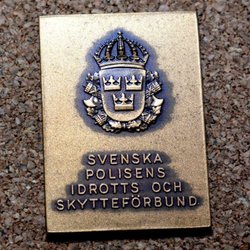 SVENSKA
POLISENS
IDROTTS OCH
SKYTTEFÖRBUND